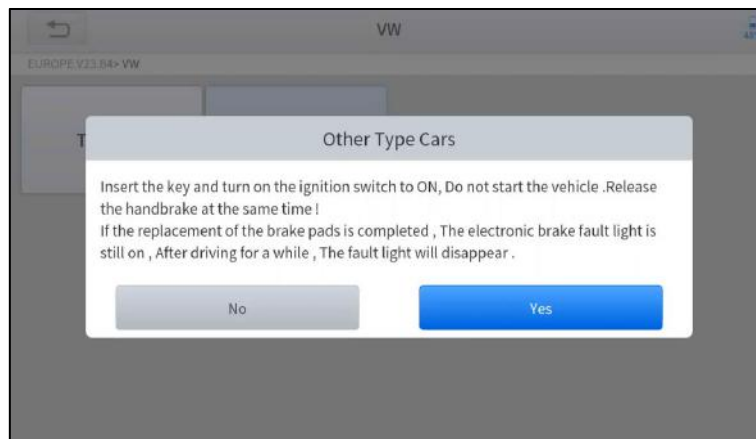 VW
EUROPE.V23.84> VW
T
Other Type Cars
Insert the key and turn on the ignition switch to ON, Do not start the vehicle .Release
the handbrake at the same time !
If the replacement of the brake pads is completed , The electronic brake fault light is
still on , After driving for a while , The fault light will disappear .
No
Yes